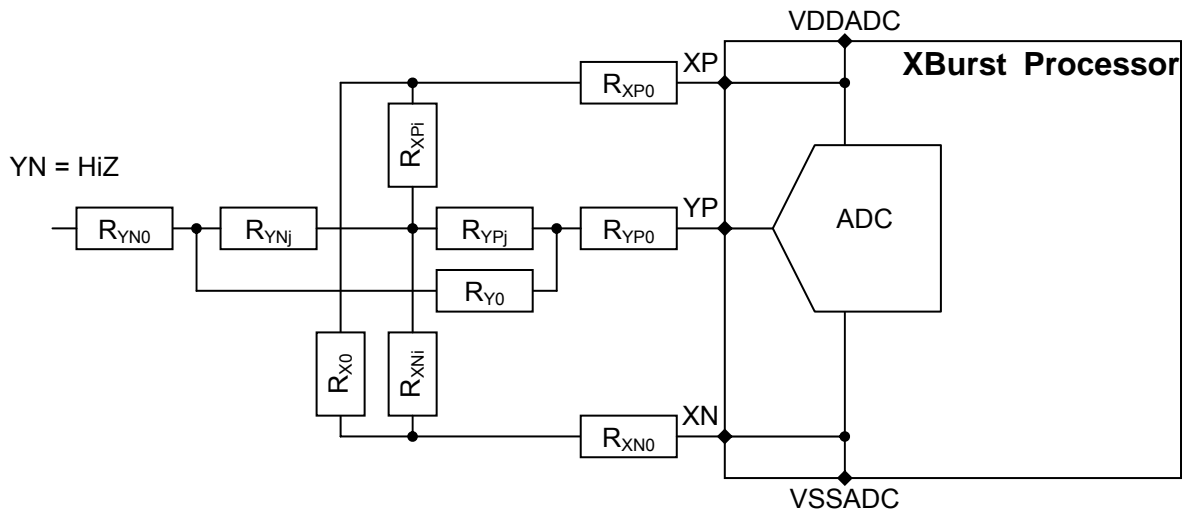 VDDADC
XBurst Processor
XP
RXP0
RXPi
YN = HiZ
YP
ADC
RYN0
RYNj
RYPj
RYP0
RY0
RX0
RXNi
XN
RXN0
VSSADC